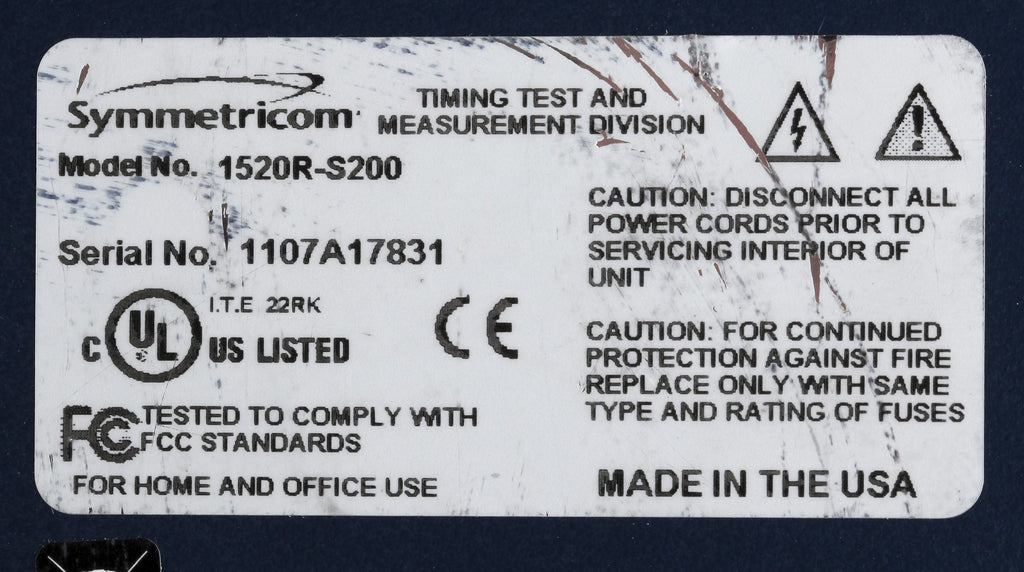 Symmetricom
TIMING TEST AND
MEASUREMENT DIVISION
Model No. 1520R-S200
Serial No. 1107A17831
C UL US LISTED
I.T.E 22RK
CE
FC TESTED TO COMPLY WITH
FCC STANDARDS
FOR HOME AND OFFICE USE
CAUTION: DISCONNECT ALL
POWER CORDS PRIOR TO
SERVICING INTERIOR OF
UNIT
CAUTION: FOR CONTINUED
PROTECTION AGAINST FIRE
REPLACE ONLY WITH SAME
TYPE AND RATING OF FUSES
MADE IN THE USA